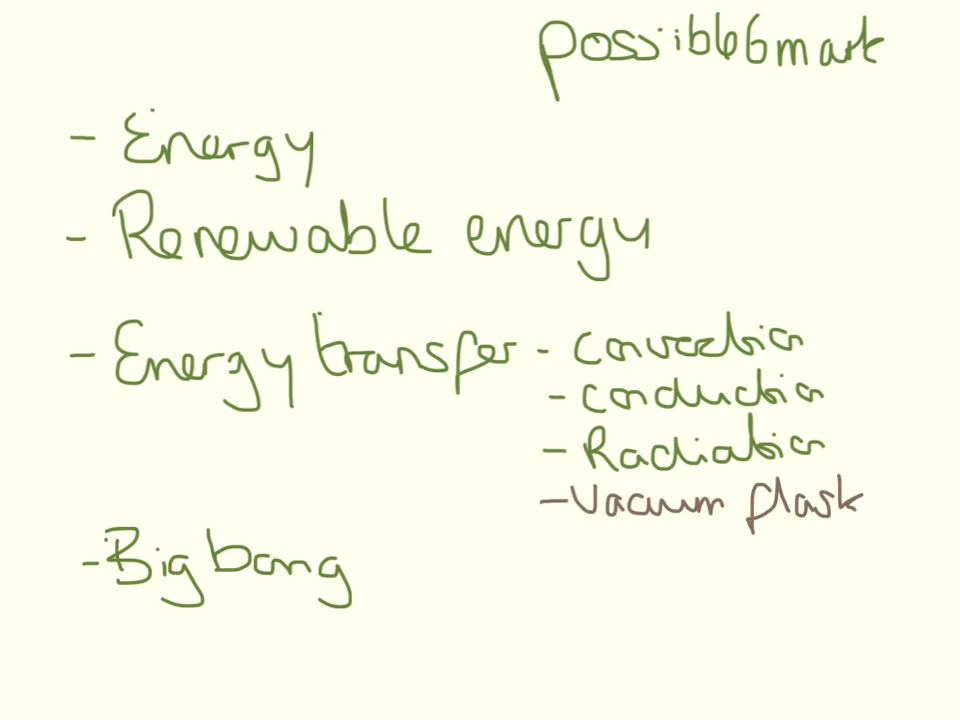 possible 6 mark
- Energy
- Renewable energy
- Energy transfer - convection
- conduction
- Radiation
- Vacuum flask
- Big bang